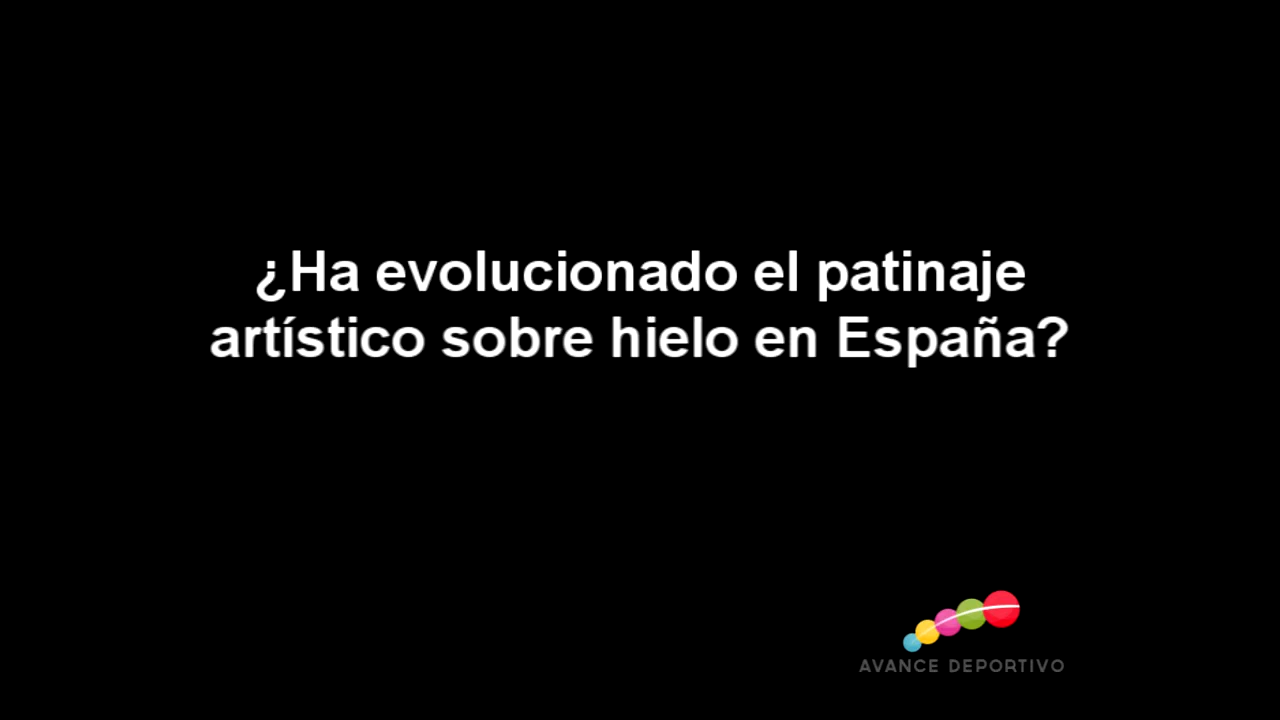 ¿Ha evolucionado el patinaje
artístico sobre hielo en España?
AVANCE DEPORTIVO